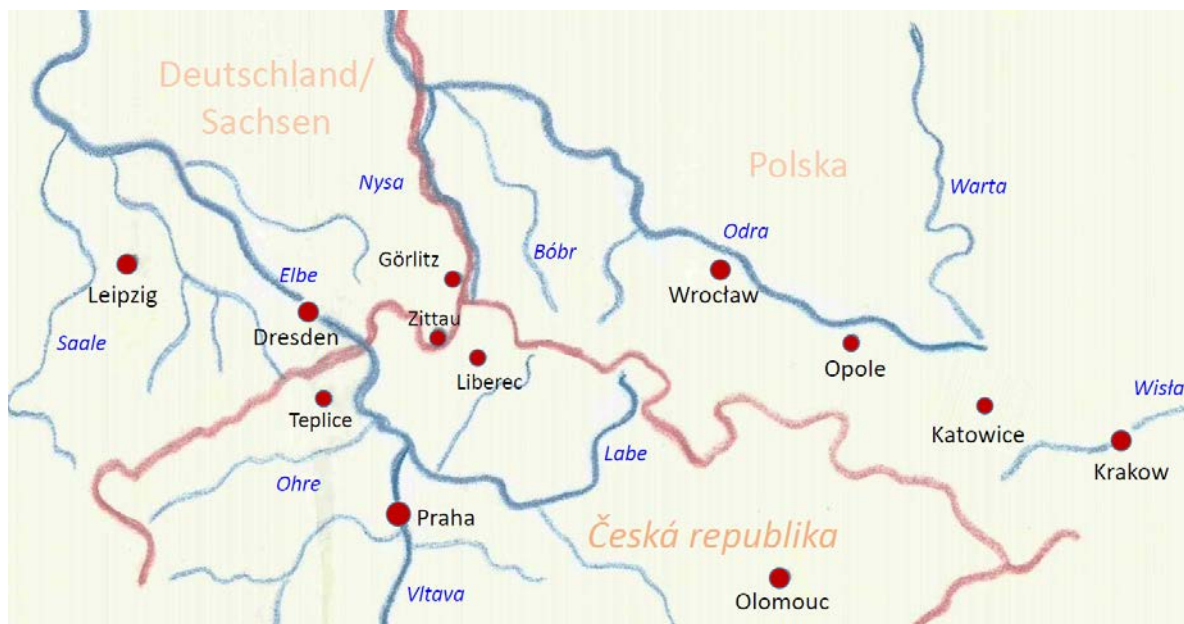 Deutschland/
Sachsen
Polska
Nysa
Warta
Odra
Bóbr
Görlitz
Elbe
Leipzig
Wrocław
Dresden
Zittau
Saale
Liberec
Opole
Wisła
Teplice
Katowice
Labe
Krakow
Ohre
Praha
Česká republika
Vltava
Olomouc